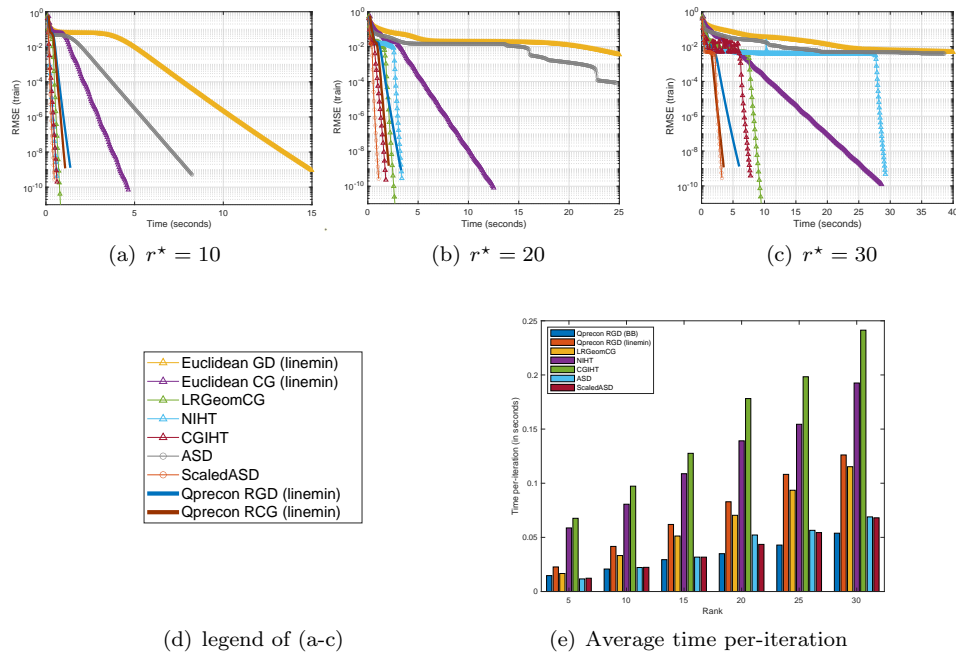 RMSE (train)
10^0
10^-2
10^-4
10^-6
10^-8
10^-10
0 5 10 15
Time (seconds)
(a) r⋆ = 10
RMSE (train)
10^0
10^-2
10^-4
10^-6
10^-8
10^-10
0 5 10 15 20 25
Time (seconds)
(b) r⋆ = 20
RMSE (train)
10^0
10^-2
10^-4
10^-6
10^-8
10^-10
0 5 10 15 20 25 30 35 40
Time (seconds)
(c) r⋆ = 30
Euclidean GD (linemin)
Euclidean CG (linemin)
LRGeomCG
NIHT
CGIHT
ASD
ScaledASD
Qprecon RGD (linemin)
Qprecon RCG (linemin)
(d) legend of (a-c)
Time per-iteration (in seconds)
0.25
0.2
0.15
0.1
0.05
0
Qprecon RGD (BB)
Qprecon RGD (linemin)
LRGeomCG
NIHT
CGIHT
ASD
ScaledASD
5 10 15 20 25 30
Rank
(e) Average time per-iteration